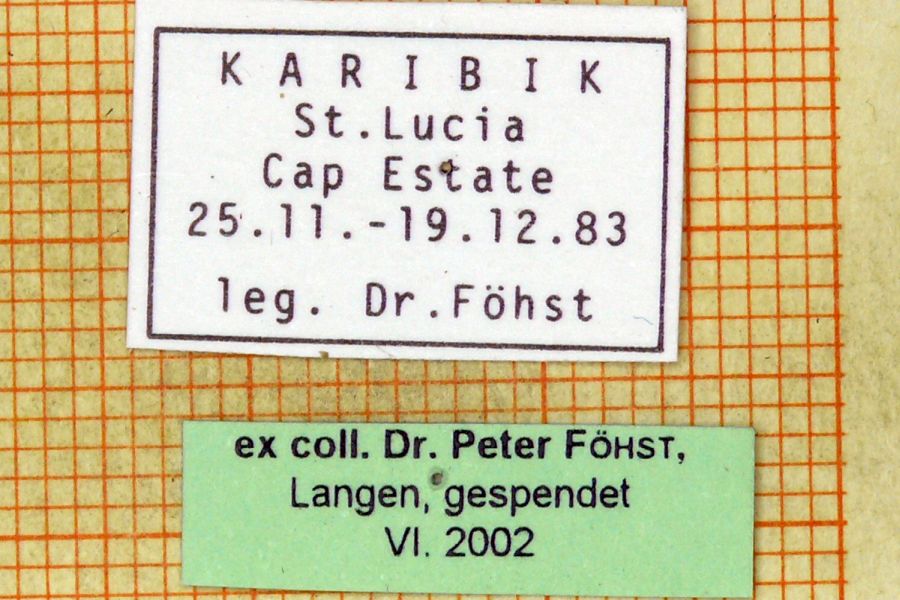 KARIBIK
St.Lucia
Cap Estate
25.11.-19.12.83
leg. Dr.Föhst
ex coll. Dr. Peter FÖHST,
Langen, gespendet
VI. 2002